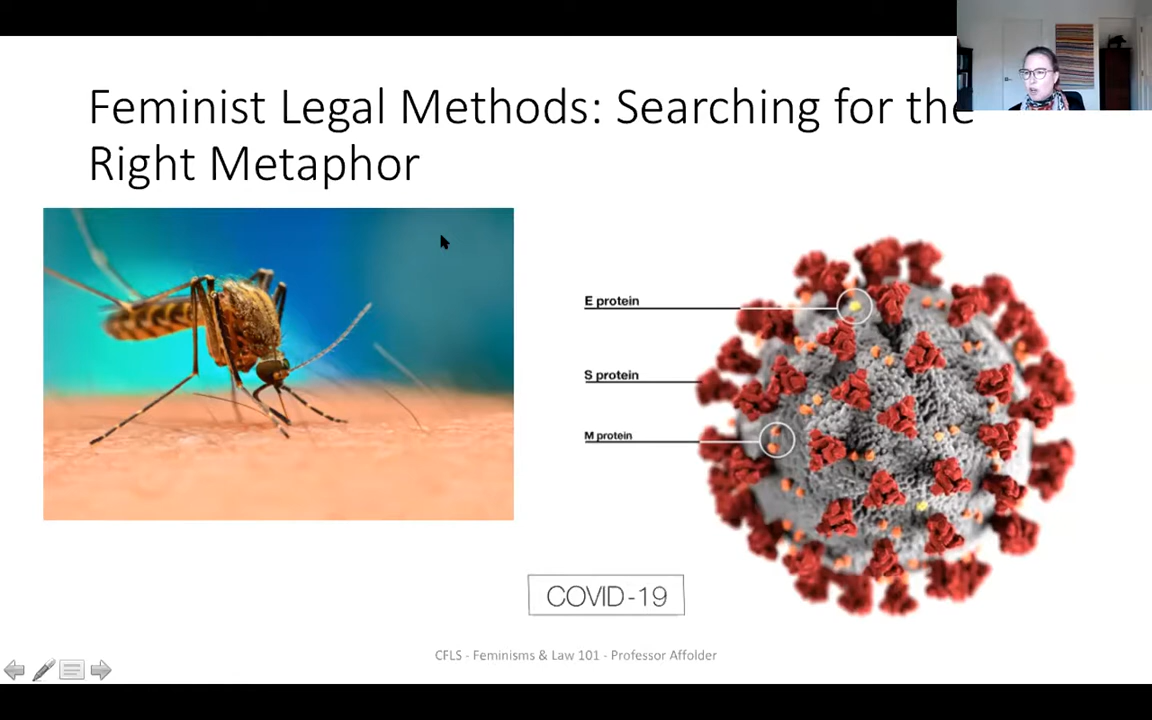 Feminist Legal Methods: Searching for the
Right Metaphor
E protein
S protein
M protein
COVID-19
CFLS - Feminisms & Law 101 - Professor Affolder